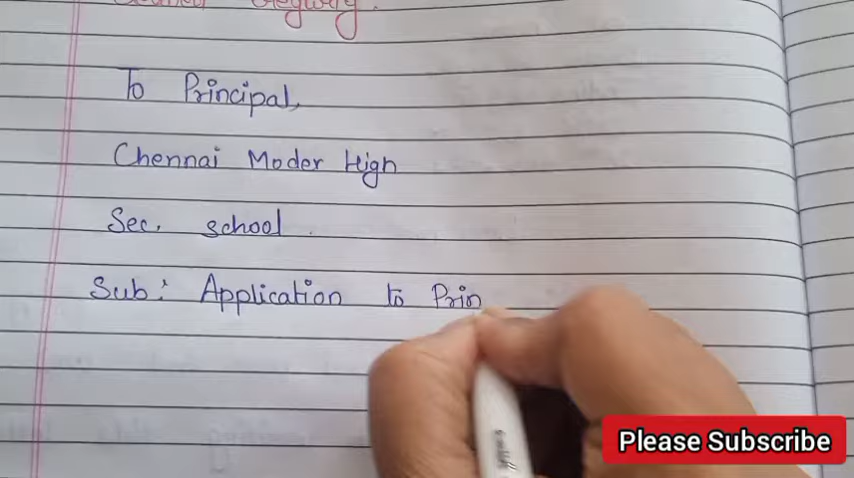 To Principal,
Chennai Moder High
Sec. school
Sub: Application to Prin
Please Subscribe